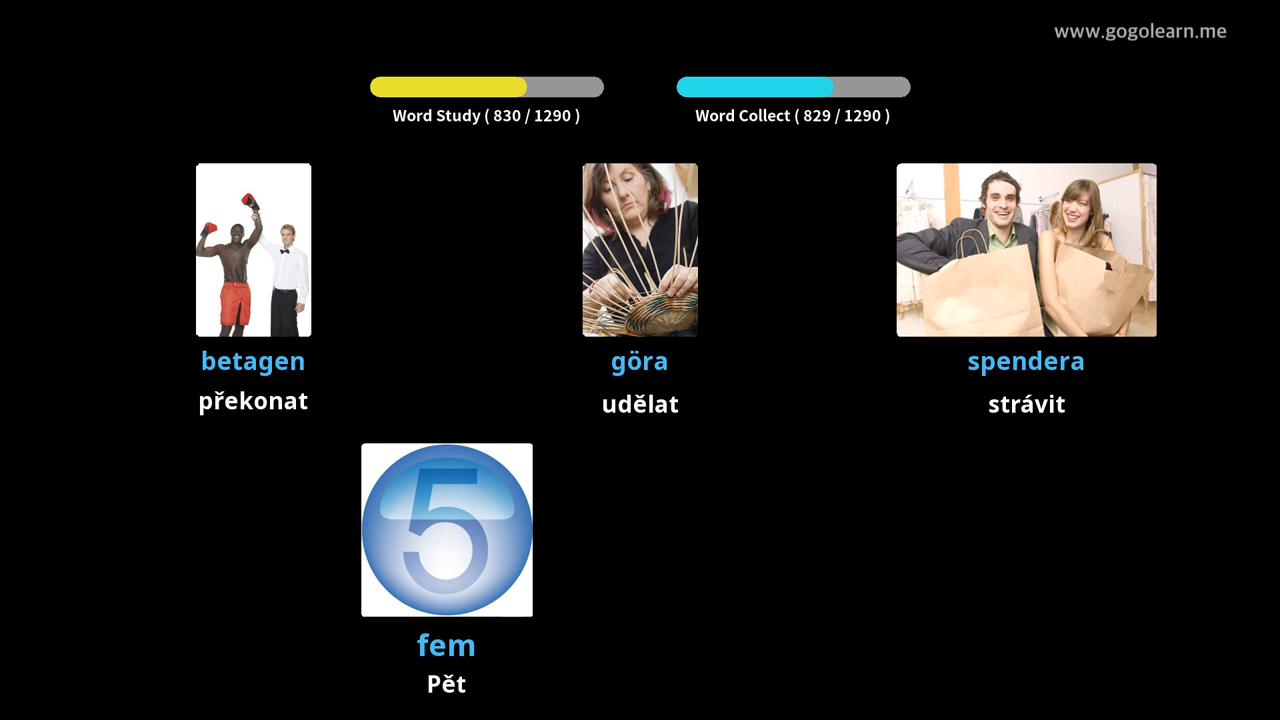 www.gogolearn.me
Word Study ( 830 / 1290 )
Word Collect ( 829 / 1290 )
betagen
göra
spendera
překonat
udělat
strávit
5
fem
Pět